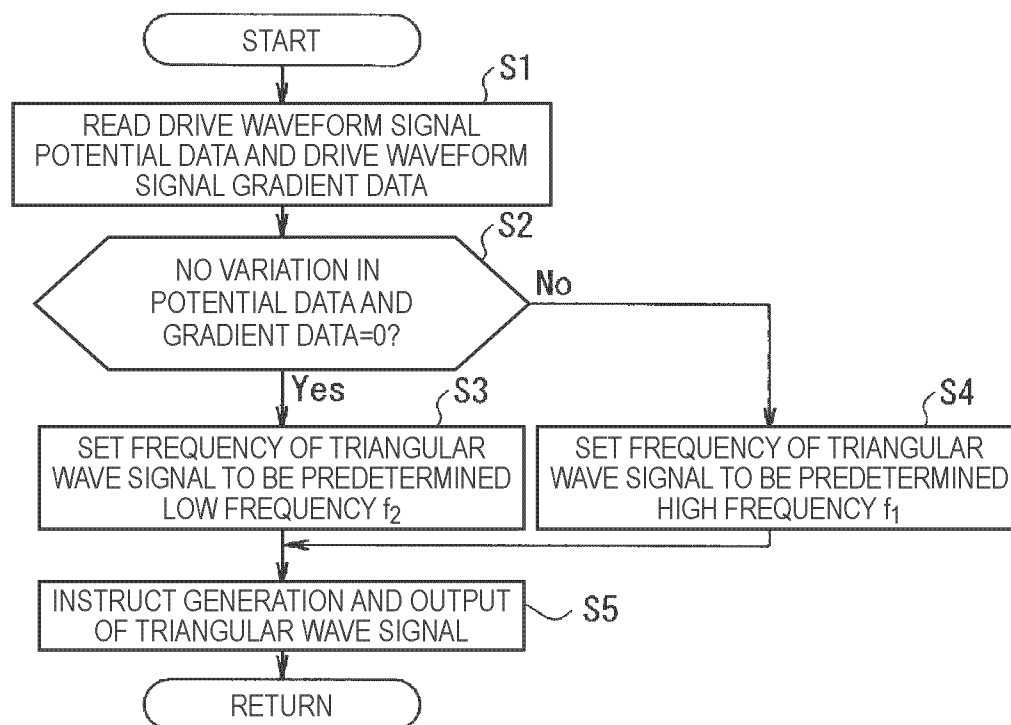 START
S1
READ DRIVE WAVEFORM SIGNAL
POTENTIAL DATA AND DRIVE WAVEFORM
SIGNAL GRADIENT DATA
S2
NO VARIATION IN
POTENTIAL DATA AND
GRADIENT DATA=0?
No
Yes
S3
SET FREQUENCY OF TRIANGULAR
WAVE SIGNAL TO BE PREDETERMINED
LOW FREQUENCY f₂
S4
SET FREQUENCY OF TRIANGULAR
WAVE SIGNAL TO BE PREDETERMINED
HIGH FREQUENCY f₁
INSTRUCT GENERATION AND OUTPUT
OF TRIANGULAR WAVE SIGNAL
S5
RETURN